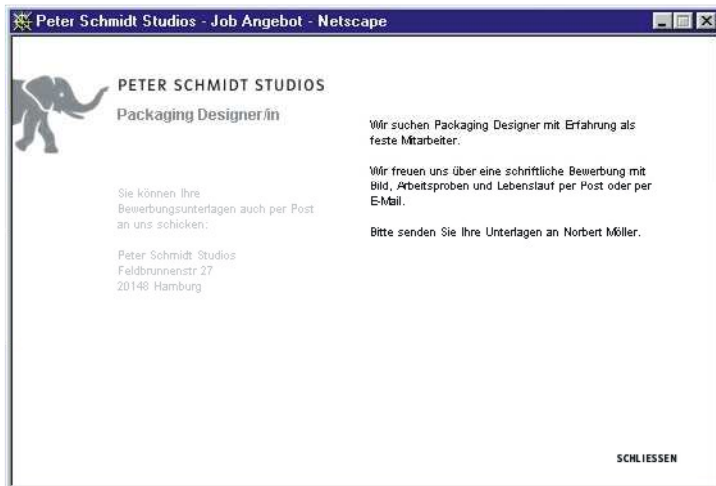 Peter Schmidt Studios - Job Angebot - Netscape
PETER SCHMIDT STUDIOS
Packaging Designer/in
Sie können Ihre
Bewerbungsunterlagen auch per Post
an uns schicken:
Peter Schmidt Studios
Feldbrunnenstr 27
20148 Hamburg
Wir suchen Packaging Designer mit Erfahrung als
feste Mitarbeiter.
Wir freuen uns über eine schriftliche Bewerbung mit
Bild, Arbeitsproben und Lebenslauf per Post oder per
E-Mail.
Bitte senden Sie Ihre Unterlagen an Norbert Möller.
SCHLIESSEN